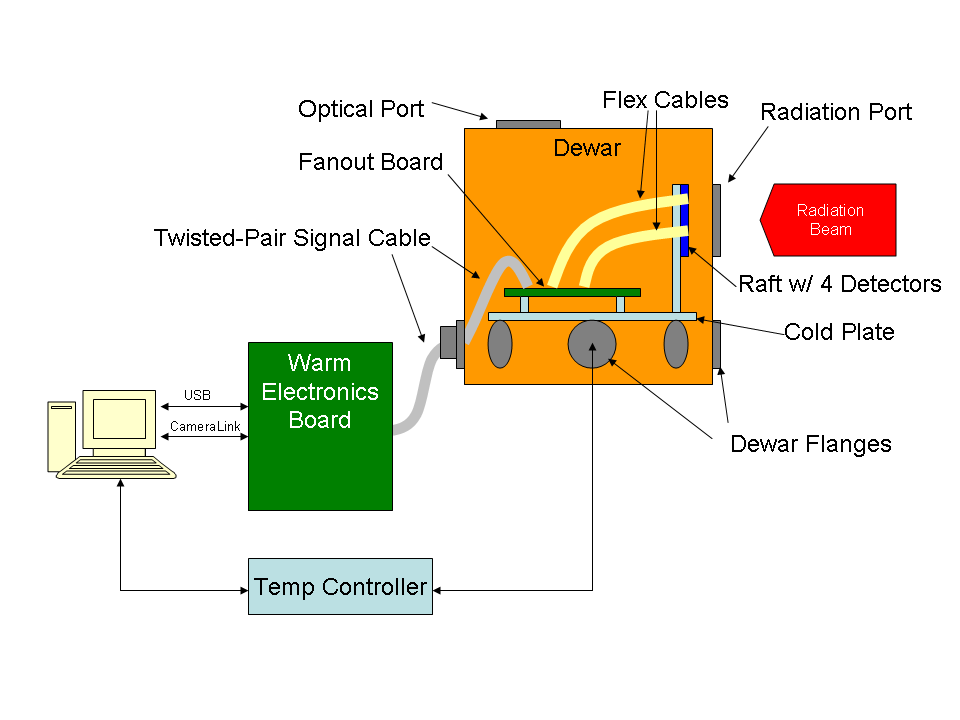 Optical Port
Flex Cables
Radiation Port
Dewar
Fanout Board
Radiation
Beam
Twisted-Pair Signal Cable
Raft w/ 4 Detectors
Cold Plate
Warm
Electronics
Board
USB
CameraLink
Dewar Flanges
Temp Controller